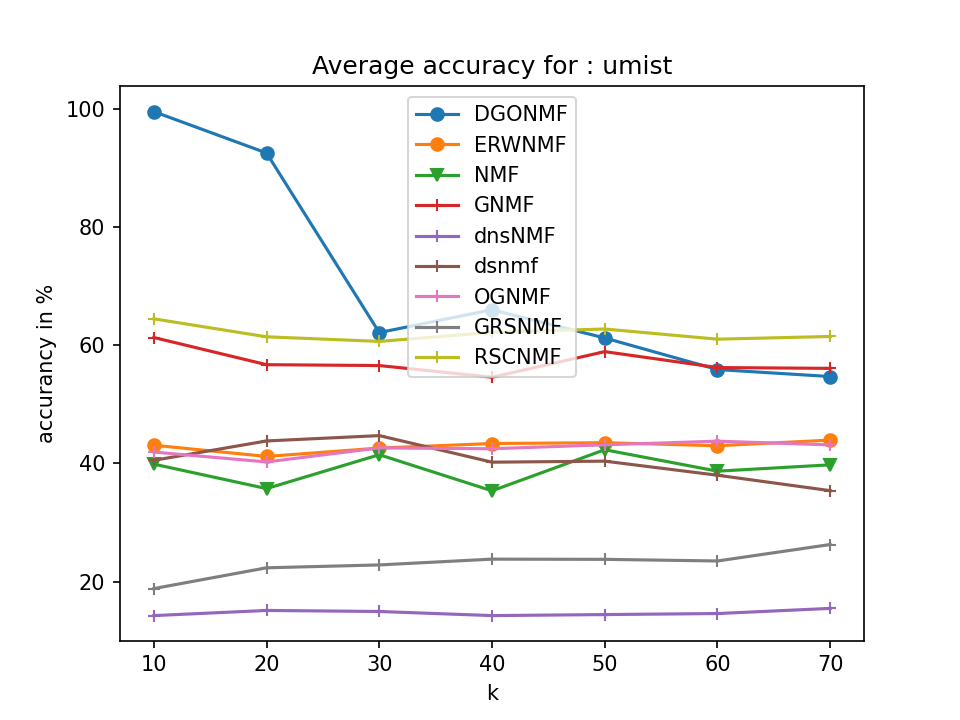 Average accuracy for : umist
100
80
60
40
20
accurancy in %
DGONMF
ERWNMF
NMF
GNMF
dnsNMF
dsnmf
OGNMF
GRSNMF
RSCNMF
10 20 30 40 50 60 70
k